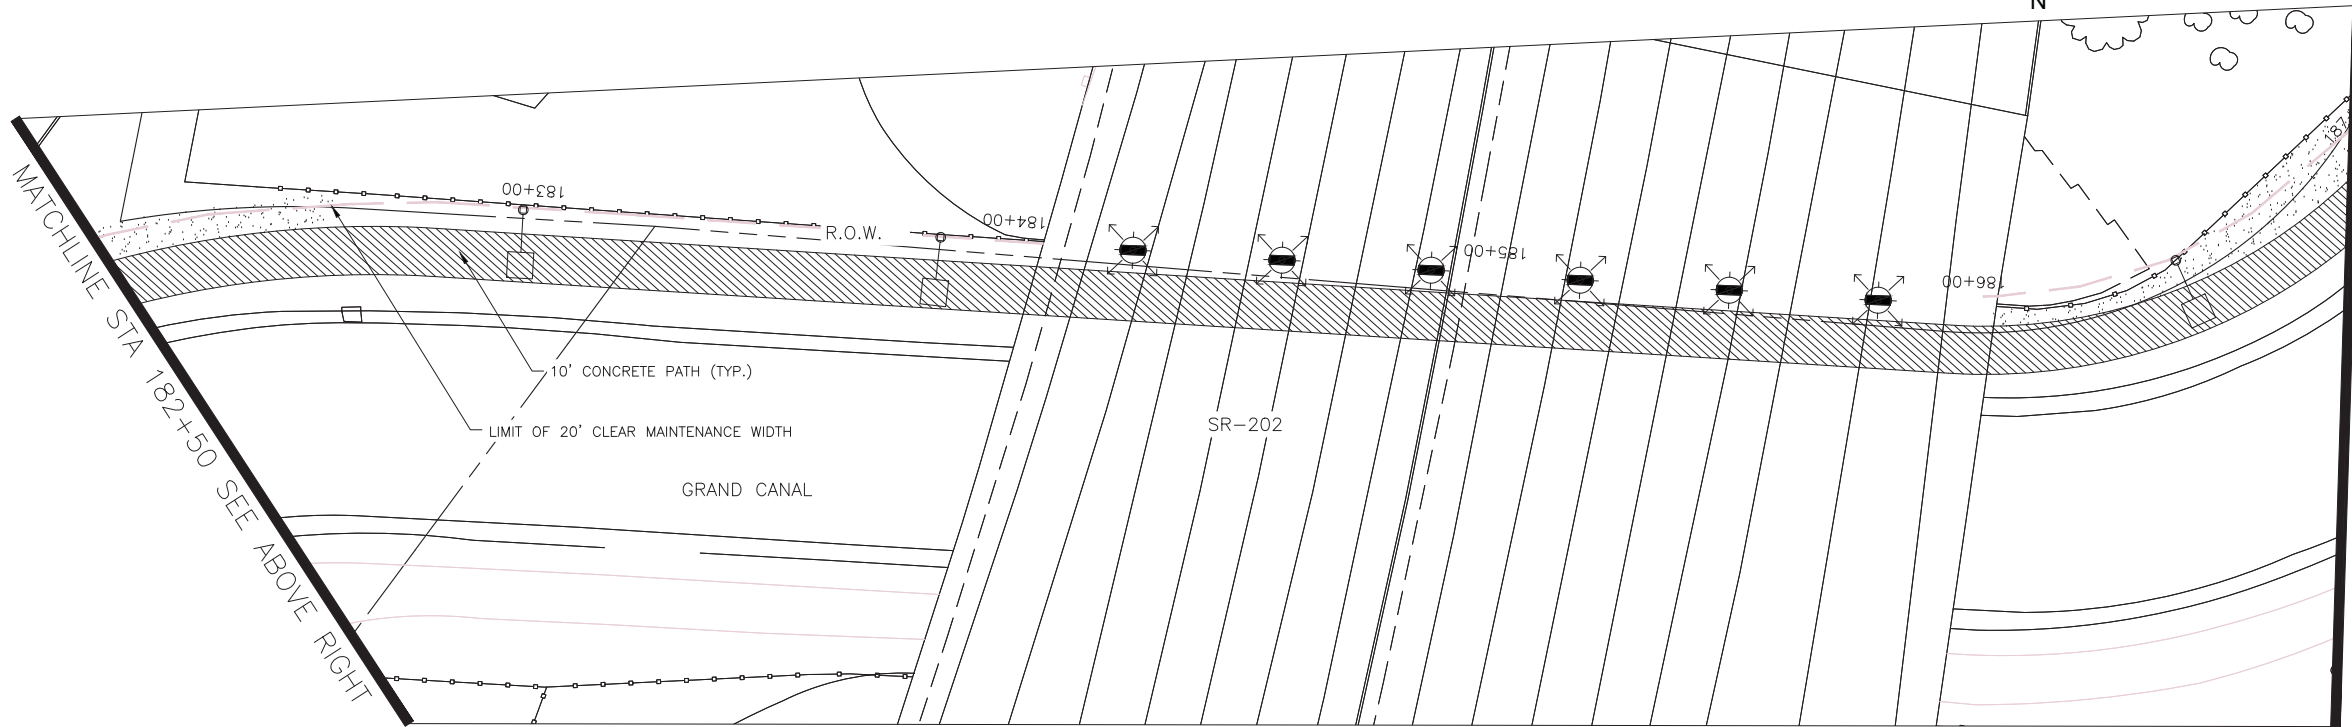 N
187
183+00
184+00
R.O.W.
185+00
186+00
10' CONCRETE PATH (TYP.)
LIMIT OF 20' CLEAR MAINTENANCE WIDTH
SR-202
GRAND CANAL
MATCHLINE STA 182+50 SEE ABOVE RIGHT